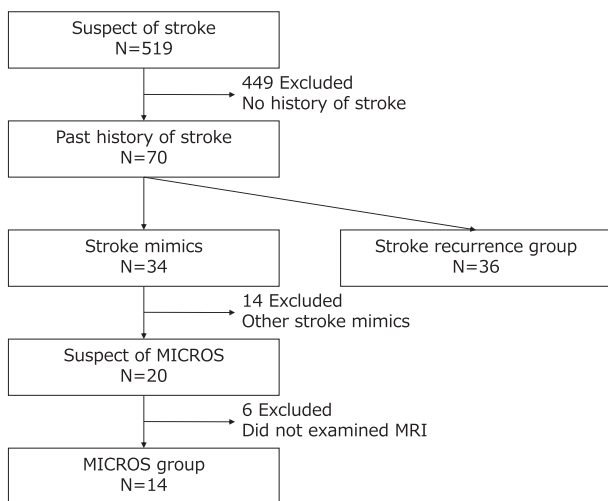 Suspect of stroke
N=519
449 Excluded
No history of stroke
Past history of stroke
N=70
Stroke mimics
N=34
Stroke recurrence group
N=36
14 Excluded
Other stroke mimics
Suspect of MICROS
N=20
6 Excluded
Did not examined MRI
MICROS group
N=14